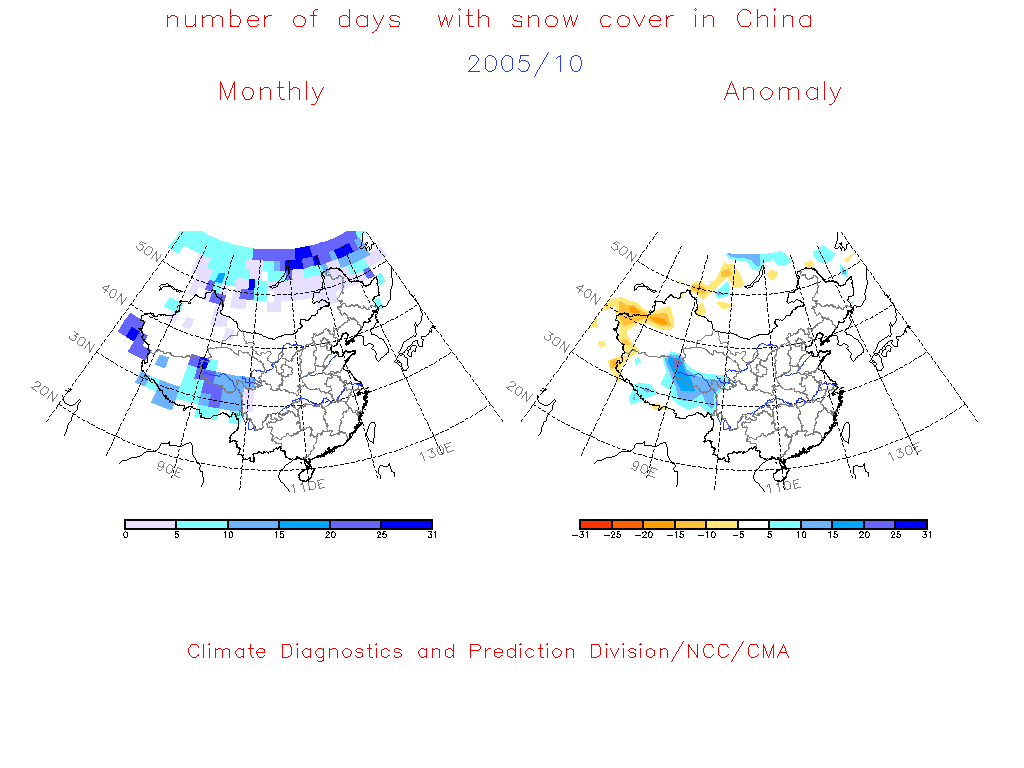 number of days with snow cover in China
2005/10
Monthly Anomaly
50N 50N
40N 40N
30N 30N
20N 20N
90E 110E 130E 90E 110E 130E
0 5 10 15 20 25 31 -31 -25 -20 -15 -10 -5 5 10 15 20 25 31
Climate Diagnostics and Prediction Division/NCC/CMA